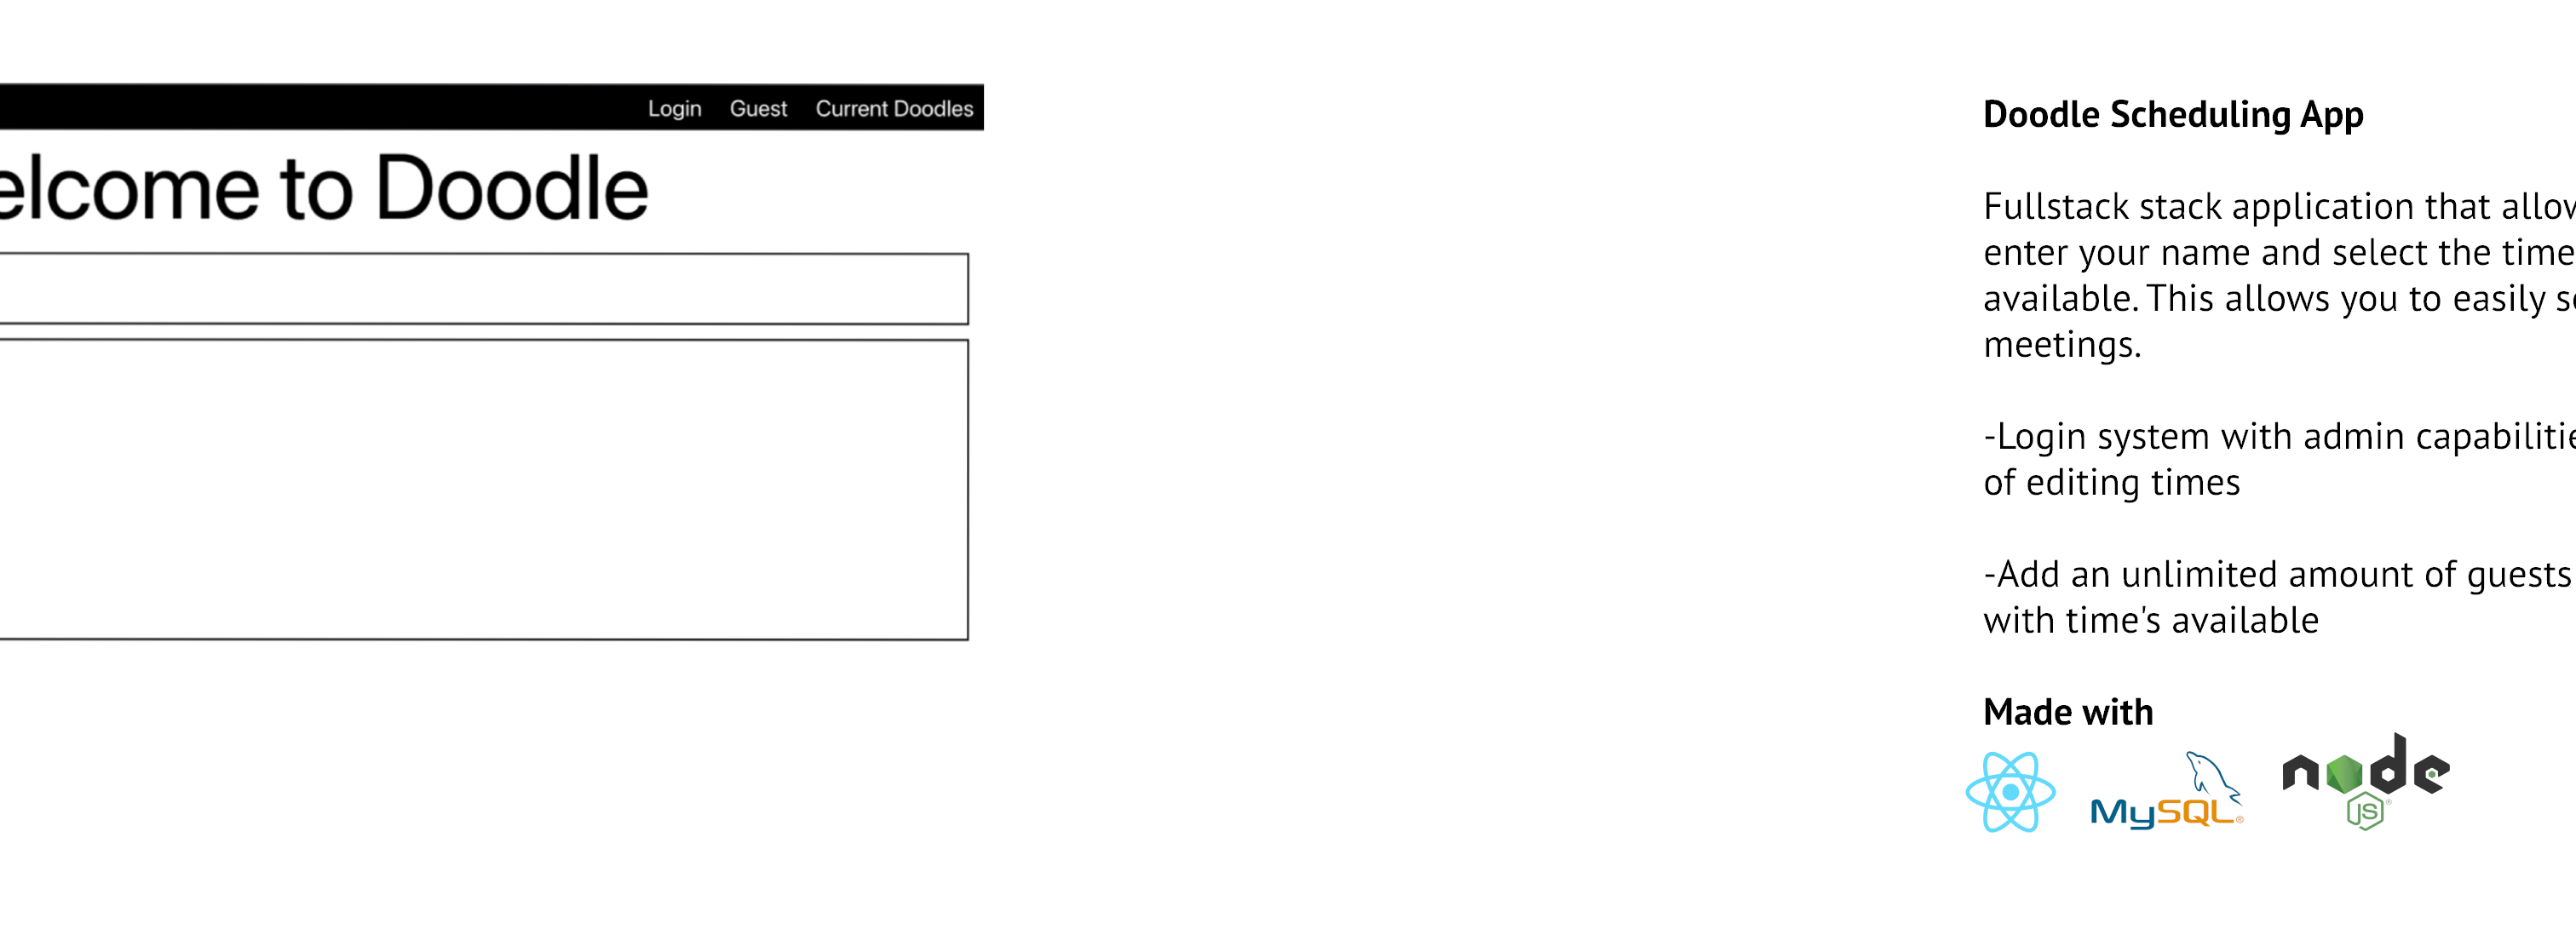 Login Guest Current Doodles
elcome to Doodle
Doodle Scheduling App
Fullstack stack application that allow
enter your name and select the time
available. This allows you to easily s
meetings.
-Login system with admin capabilitie
of editing times
-Add an unlimited amount of guests
with time's available
Made with
MySQL®
node
JS®